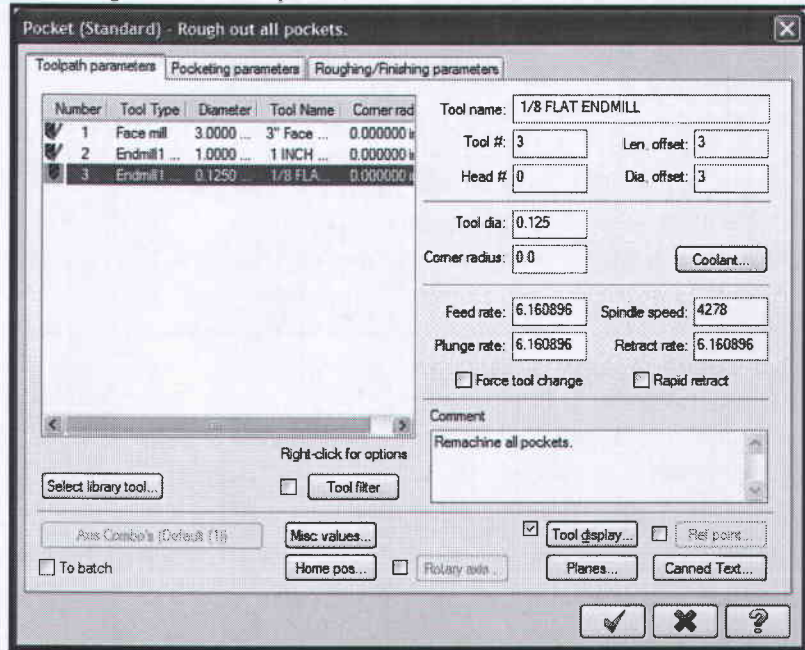 Pocket (Standard) - Rough out all pockets.
Toolpath parameters Pocketing parameters Roughing/Finishing parameters
Number Tool Type Diameter Tool Name Corner rad
1 Face mill 3.0000 ... 3" Face ... 0.000000 i
2 Endmill1 ... 1.0000 ... 1 INCH ... 0.000000 i
3 Endmill1 ... 0.1250 ... 1/8 FLA... 0.000000 i
Tool name: 1/8 FLAT ENDMILL
Tool #: 3 Len. offset: 3
Head # 0 Dia. offset: 3
Tool dia: 0.125
Corner radius: 0.0 Coolant...
Feed rate: 6.160896 Spindle speed: 4278
Plunge rate: 6.160896 Retract rate: 6.160896
Force tool change Rapid retract
Comment
Remachine all pockets.
Right-click for options
Select library tool... Tool filter
Axis Combo's (Default (1)) Misc values... Tool display... Ref point...
To batch Home pos... Rotary axis... Planes... Canned Text...